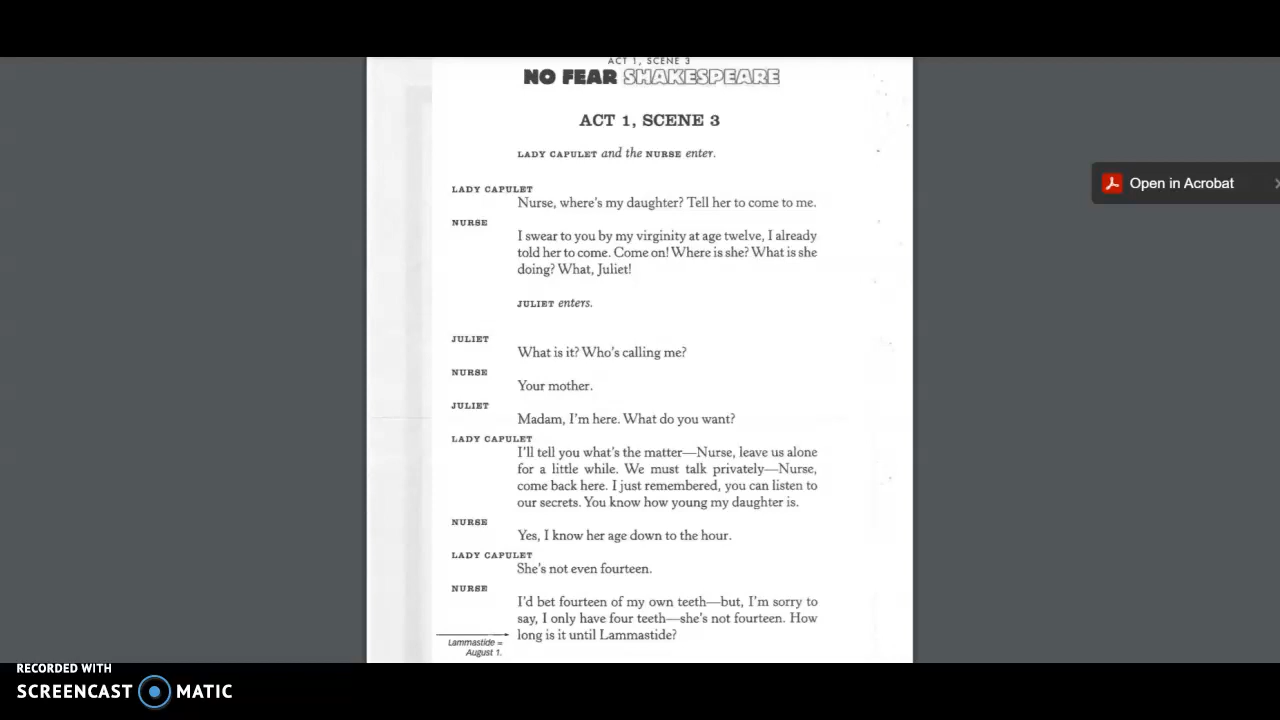 ACT 1, SCENE 3
NO FEAR SHAKESPEARE
ACT 1, SCENE 3
LADY CAPULET and the NURSE enter.
LADY CAPULET
Nurse, where's my daughter? Tell her to come to me.
NURSE
I swear to you by my virginity at age twelve, I already
told her to come. Come on! Where is she? What is she
doing? What, Juliet!
JULIET enters.
JULIET
What is it? Who's calling me?
NURSE
Your mother.
JULIET
Madam, I'm here. What do you want?
LADY CAPULET
I'll tell you what's the matter—Nurse, leave us alone
for a little while. We must talk privately—Nurse,
come back here. I just remembered, you can listen to
our secrets. You know how young my daughter is.
NURSE
Yes, I know her age down to the hour.
LADY CAPULET
She's not even fourteen.
NURSE
I'd bet fourteen of my own teeth—but, I'm sorry to
say, I only have four teeth—she's not fourteen. How
long is it until Lammastide?
Lammastide =
August 1.
Open in Acrobat
RECORDED WITH
SCREENCAST MATIC